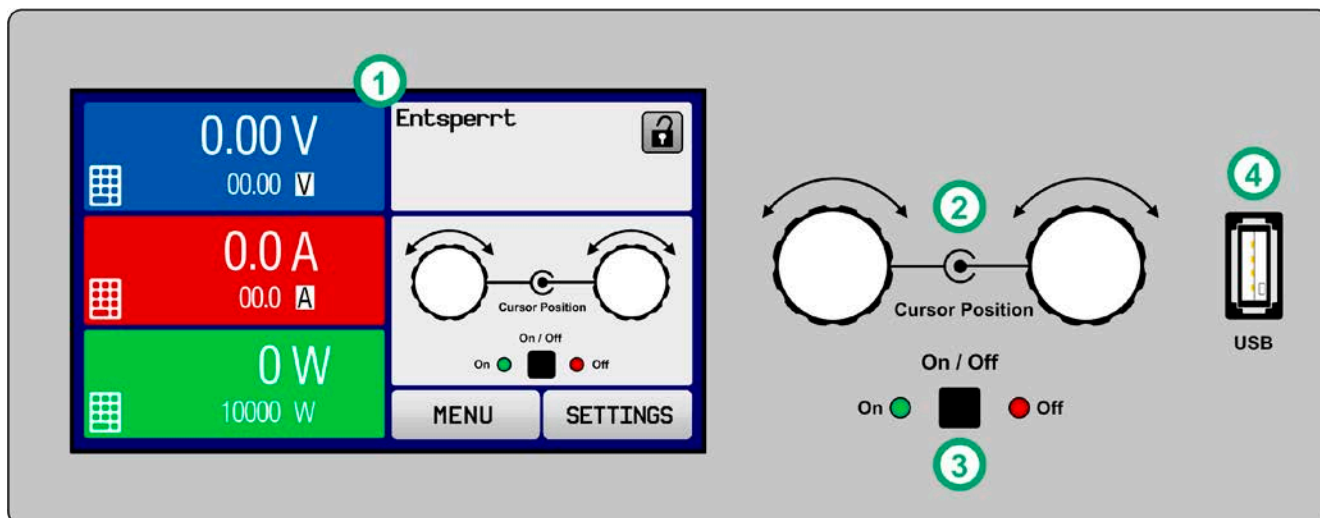 1
0.00 V
00.00 V
0.0 A
00.0 A
0 W
10000 W
Entsperrt
Cursor Position
On / Off
On Off
MENU SETTINGS
2
Cursor Position
On / Off
On Off
3
4
USB